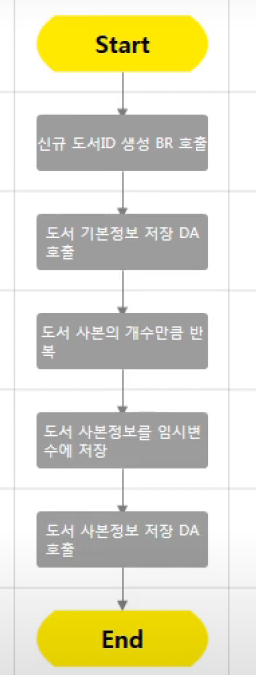 Start
신규 도서ID 생성 BR 호출
도서 기본정보 저장 DA
호출
도서 사본의 개수만큼 반
복
도서 사본정보를 임시변
수에 저장
도서 사본정보 저장 DA
호출
End